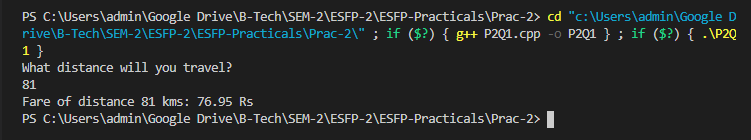 PS C:\Users\admin\Google Drive\B-Tech\SEM-2\ESFP-2\ESFP-Practicals\Prac-2> cd "c:\Users\admin\Google D
rive\B-Tech\SEM-2\ESFP-2\ESFP-Practicals\Prac-2\" ; if ($?) { g++ P2Q1.cpp -o P2Q1 } ; if ($?) { .\P2Q
1 }
What distance will you travel?
81
Fare of distance 81 kms: 76.95 Rs
PS C:\Users\admin\Google Drive\B-Tech\SEM-2\ESFP-2\ESFP-Practicals\Prac-2>